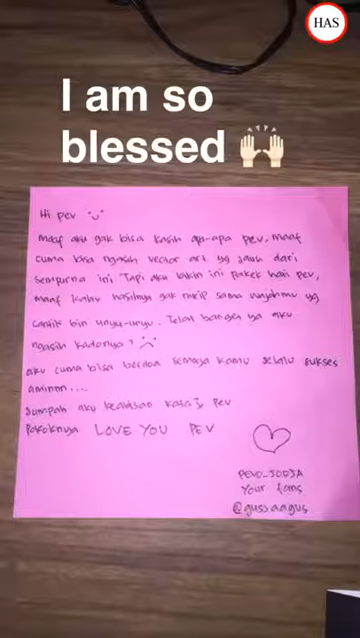 HAS
I am so
blessed 🙌🏻
Hi pev
maaf aku gak bisa kasih apa-apa pev, maaf
cuma bisa ngasih vector art yg jauh dari
sempurna ini. Tapi aku bikin ini pakek hati pev,
maaf kalau hasilnya gak mirip sama wajahmu yg
cantik bin unyu-unyu. Telat banget ya aku
ngasih kadonya?
aku cuma bisa berdoa semoga kamu selalu sukses
aminnn...
Sumpah aku kehabisan kata2 pev
Pokoknya LOVE YOU PEV
Your fans
@gussaagus